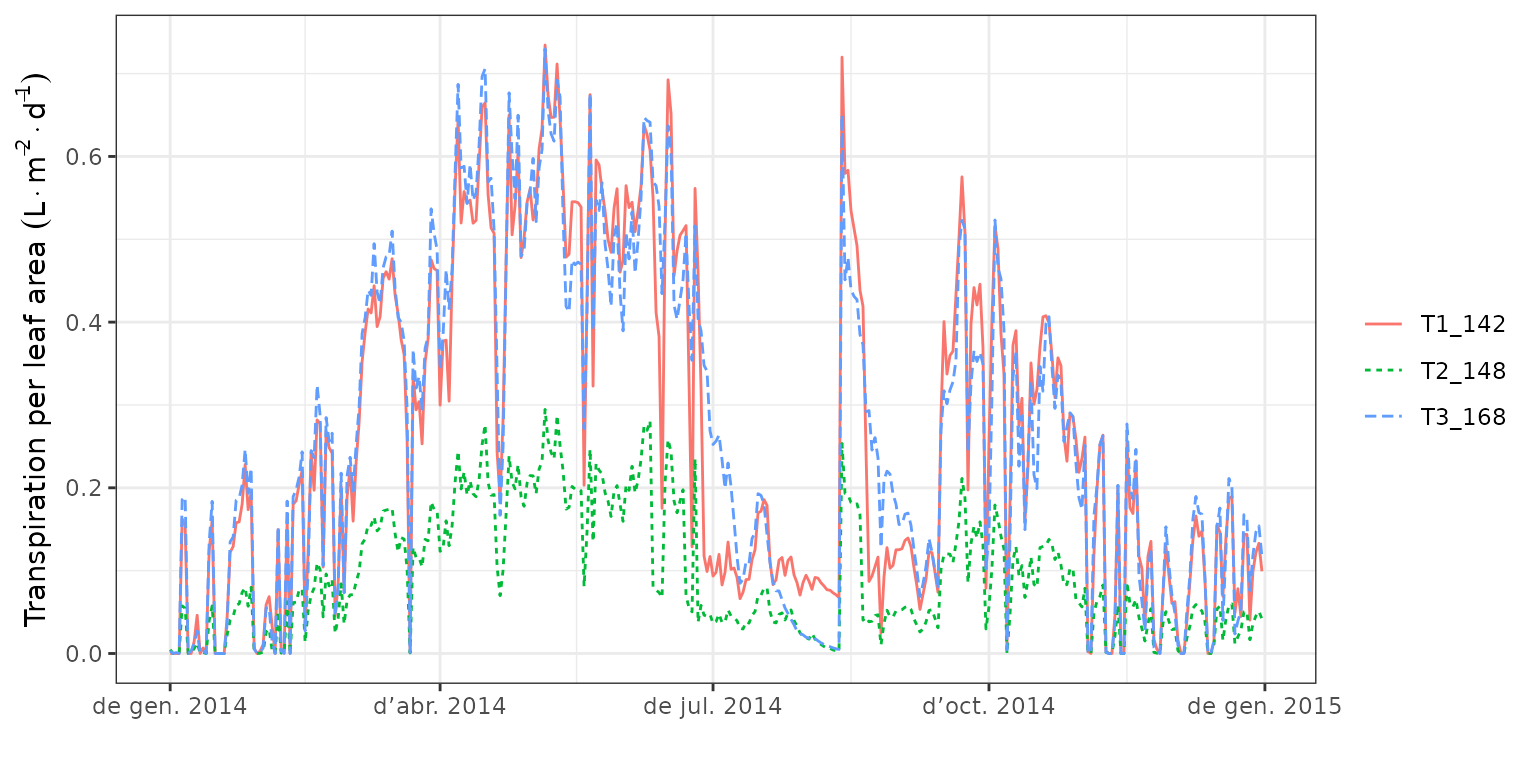 Transpiration per leaf area (L · m⁻² · d⁻¹)
0.6
0.4
0.2
0.0
de gen. 2014 d’abr. 2014 de jul. 2014 d’oct. 2014 de gen. 2015
T1_142
T2_148
T3_168